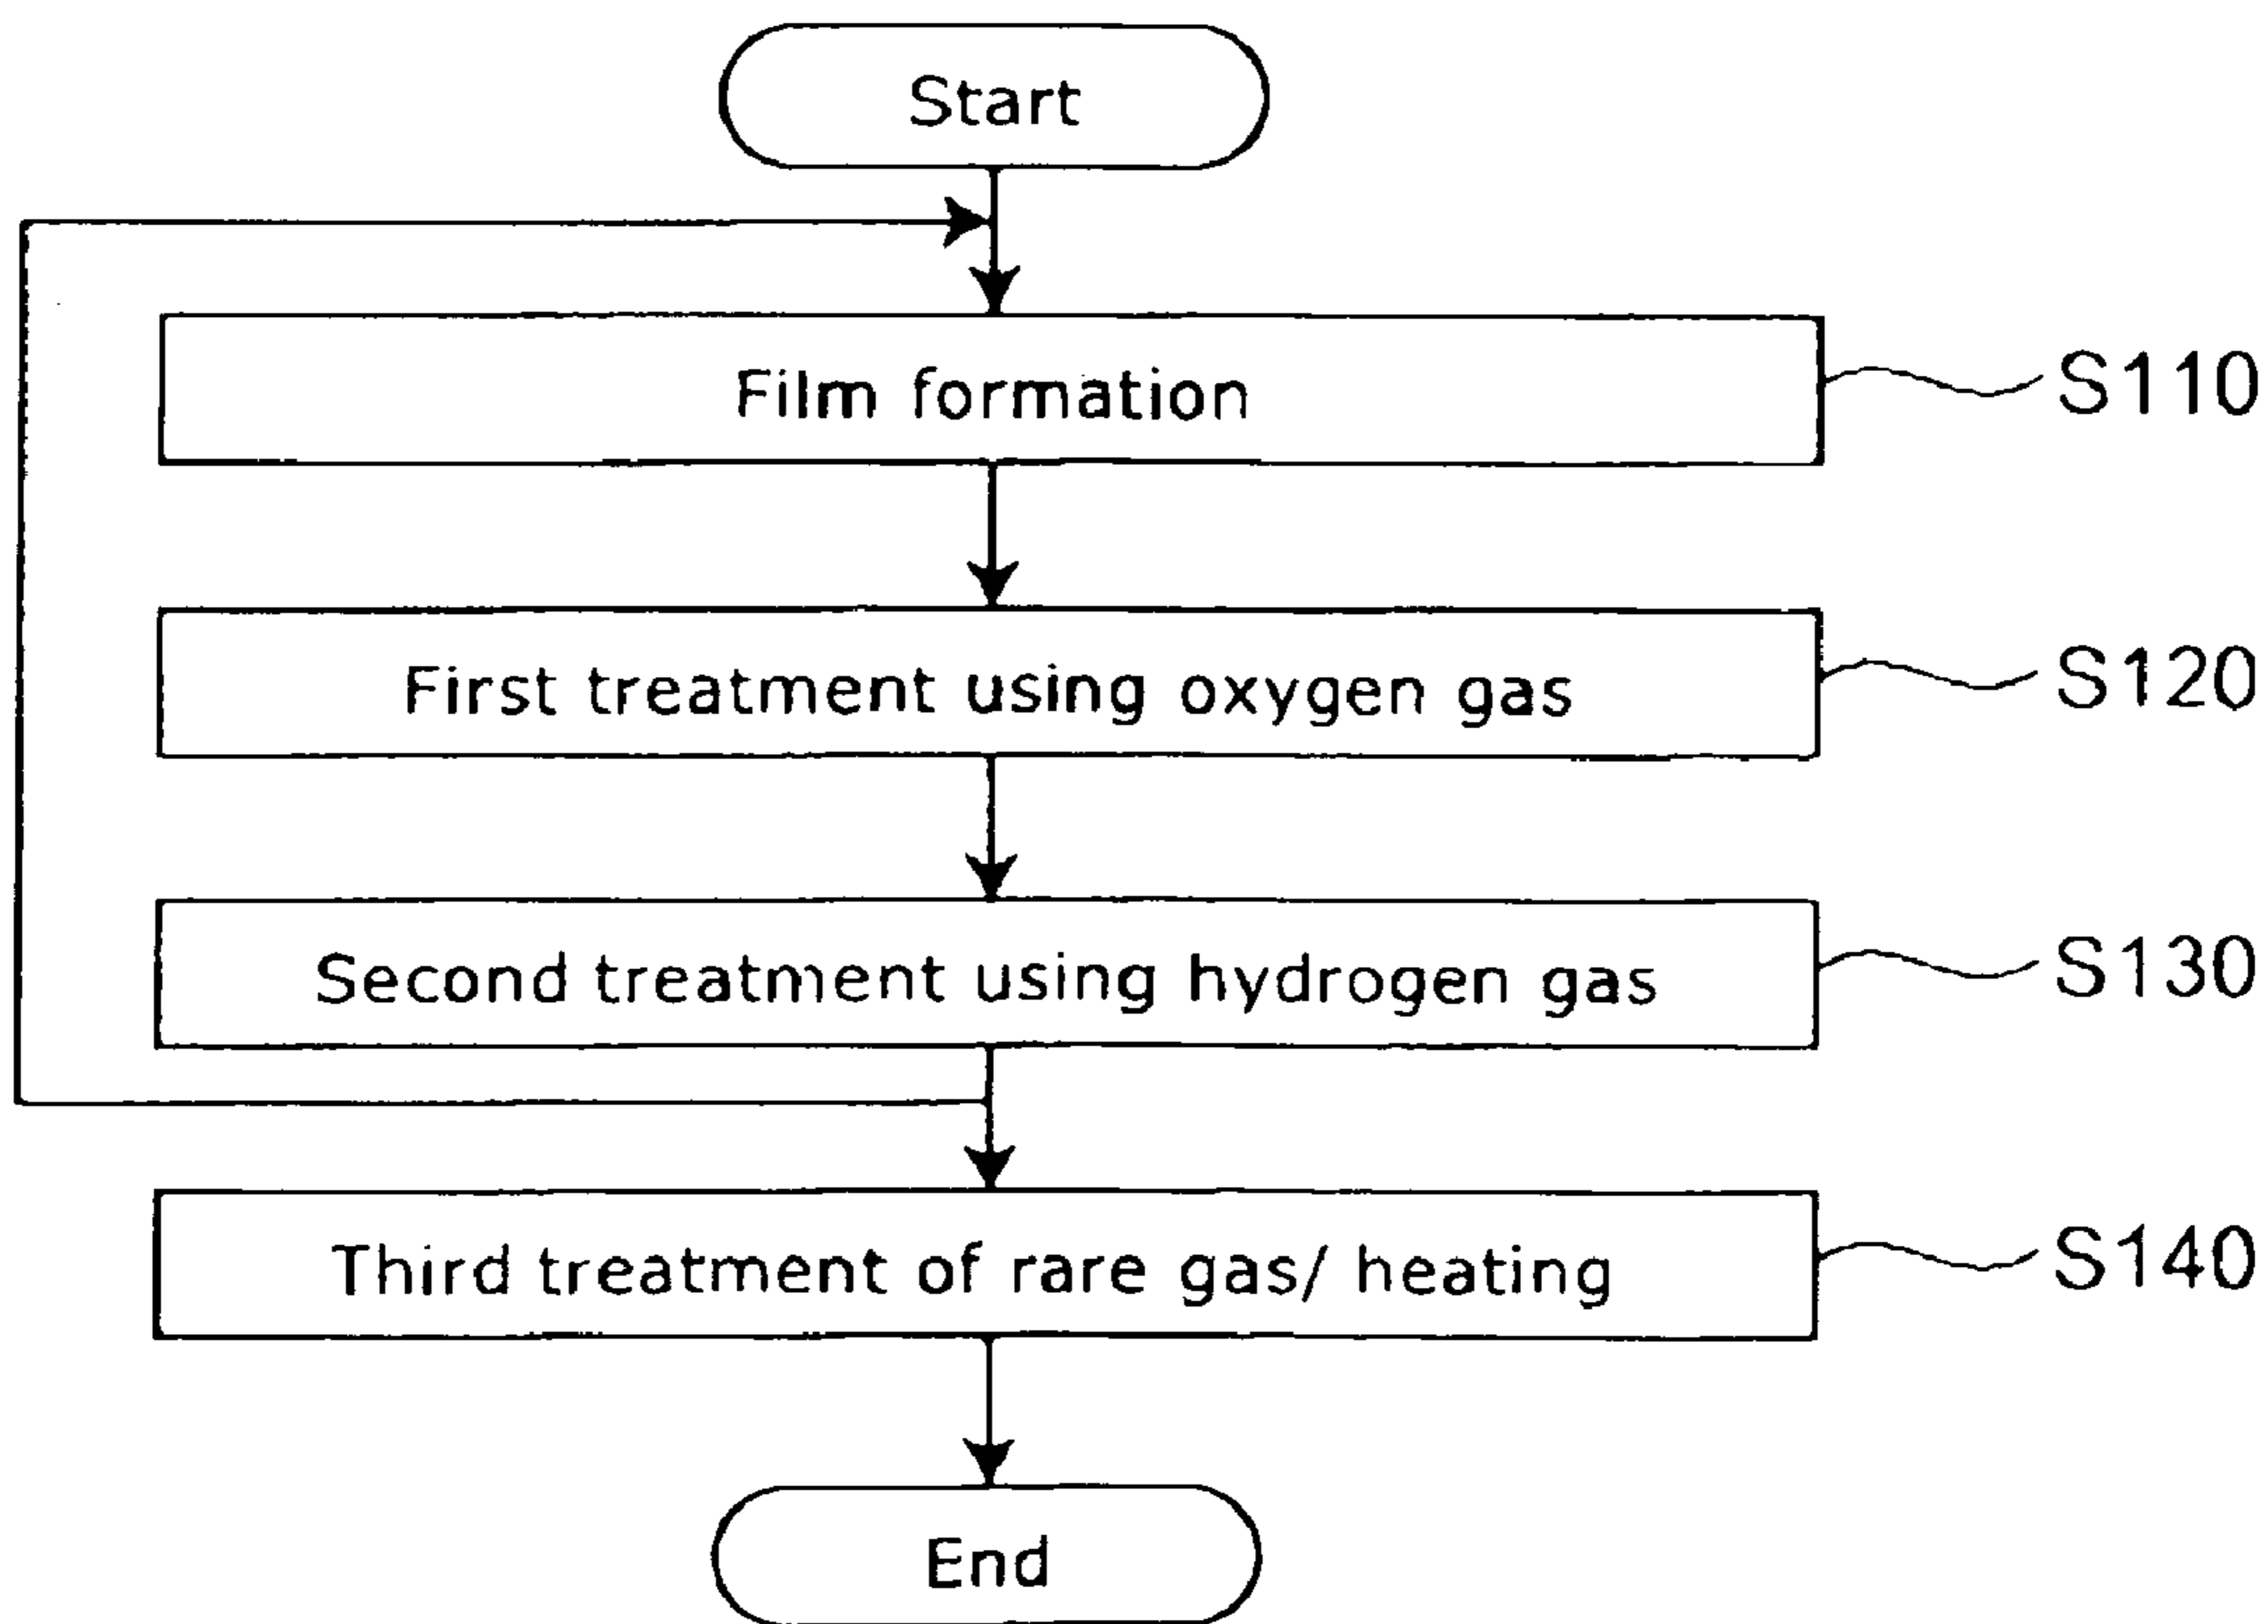 Start
Film formation
S110
First treatment using oxygen gas
S120
Second treatment using hydrogen gas
S130
Third treatment of rare gas/ heating
S140
End